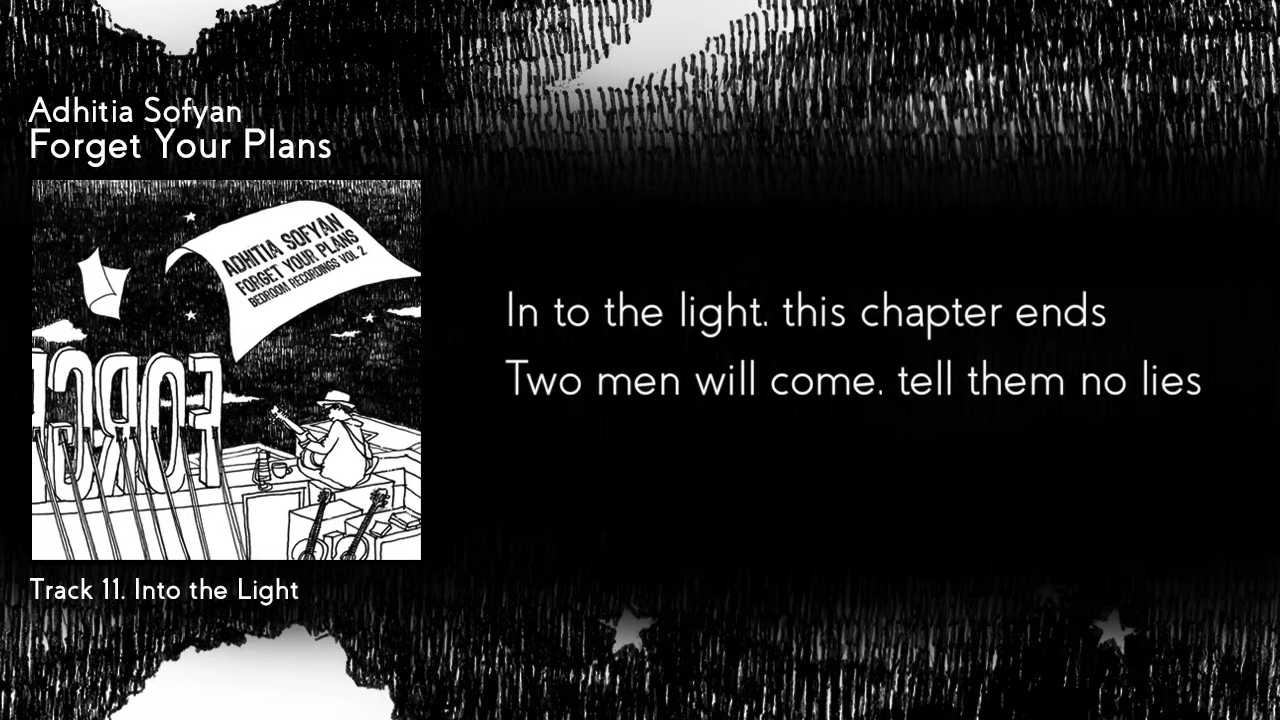 Adhitia Sofyan
Forget Your Plans
ADHITIA SOFYAN
FORGET YOUR PLANS
BEDROOM RECORDINGS VOL 2
FORG
Track 11. Into the Light
In to the light. this chapter ends
Two men will come. tell them no lies